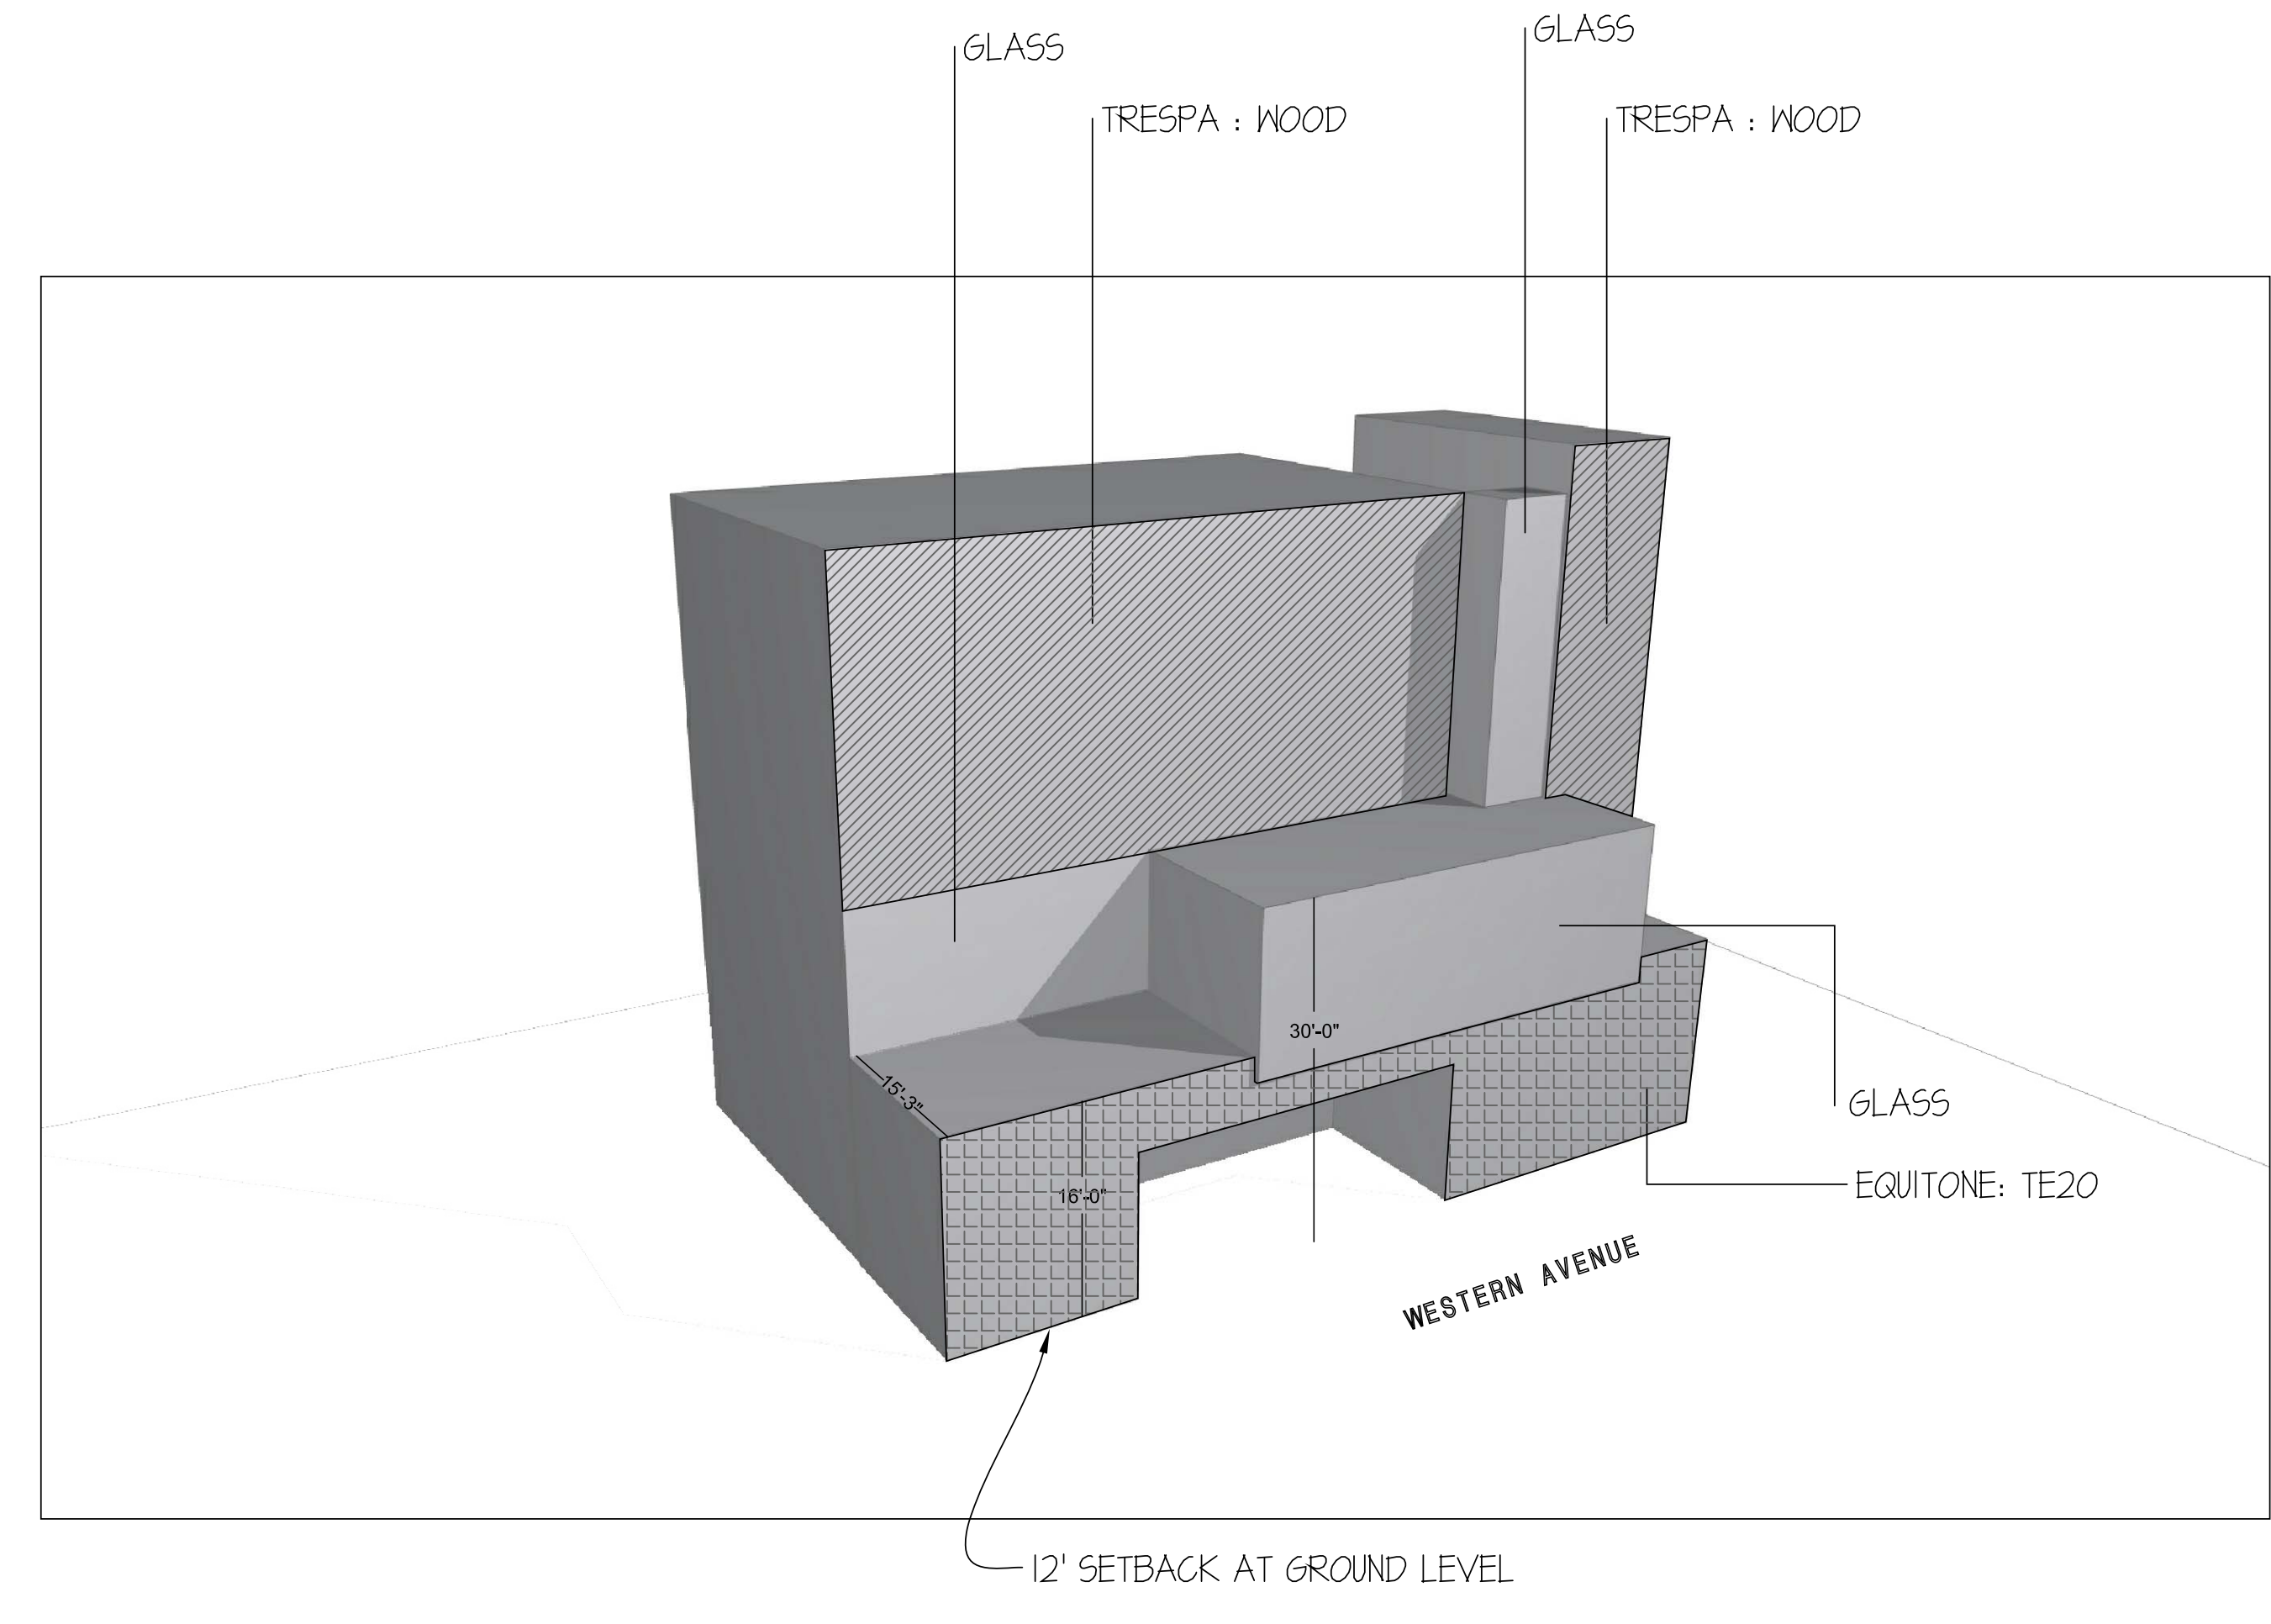 GLASS
GLASS
TRESPA : WOOD
TRESPA : WOOD
30'-0"
15'-3"
GLASS
16'-0"
EQUITONE: TE20
WESTERN AVENUE
12' SETBACK AT GROUND LEVEL